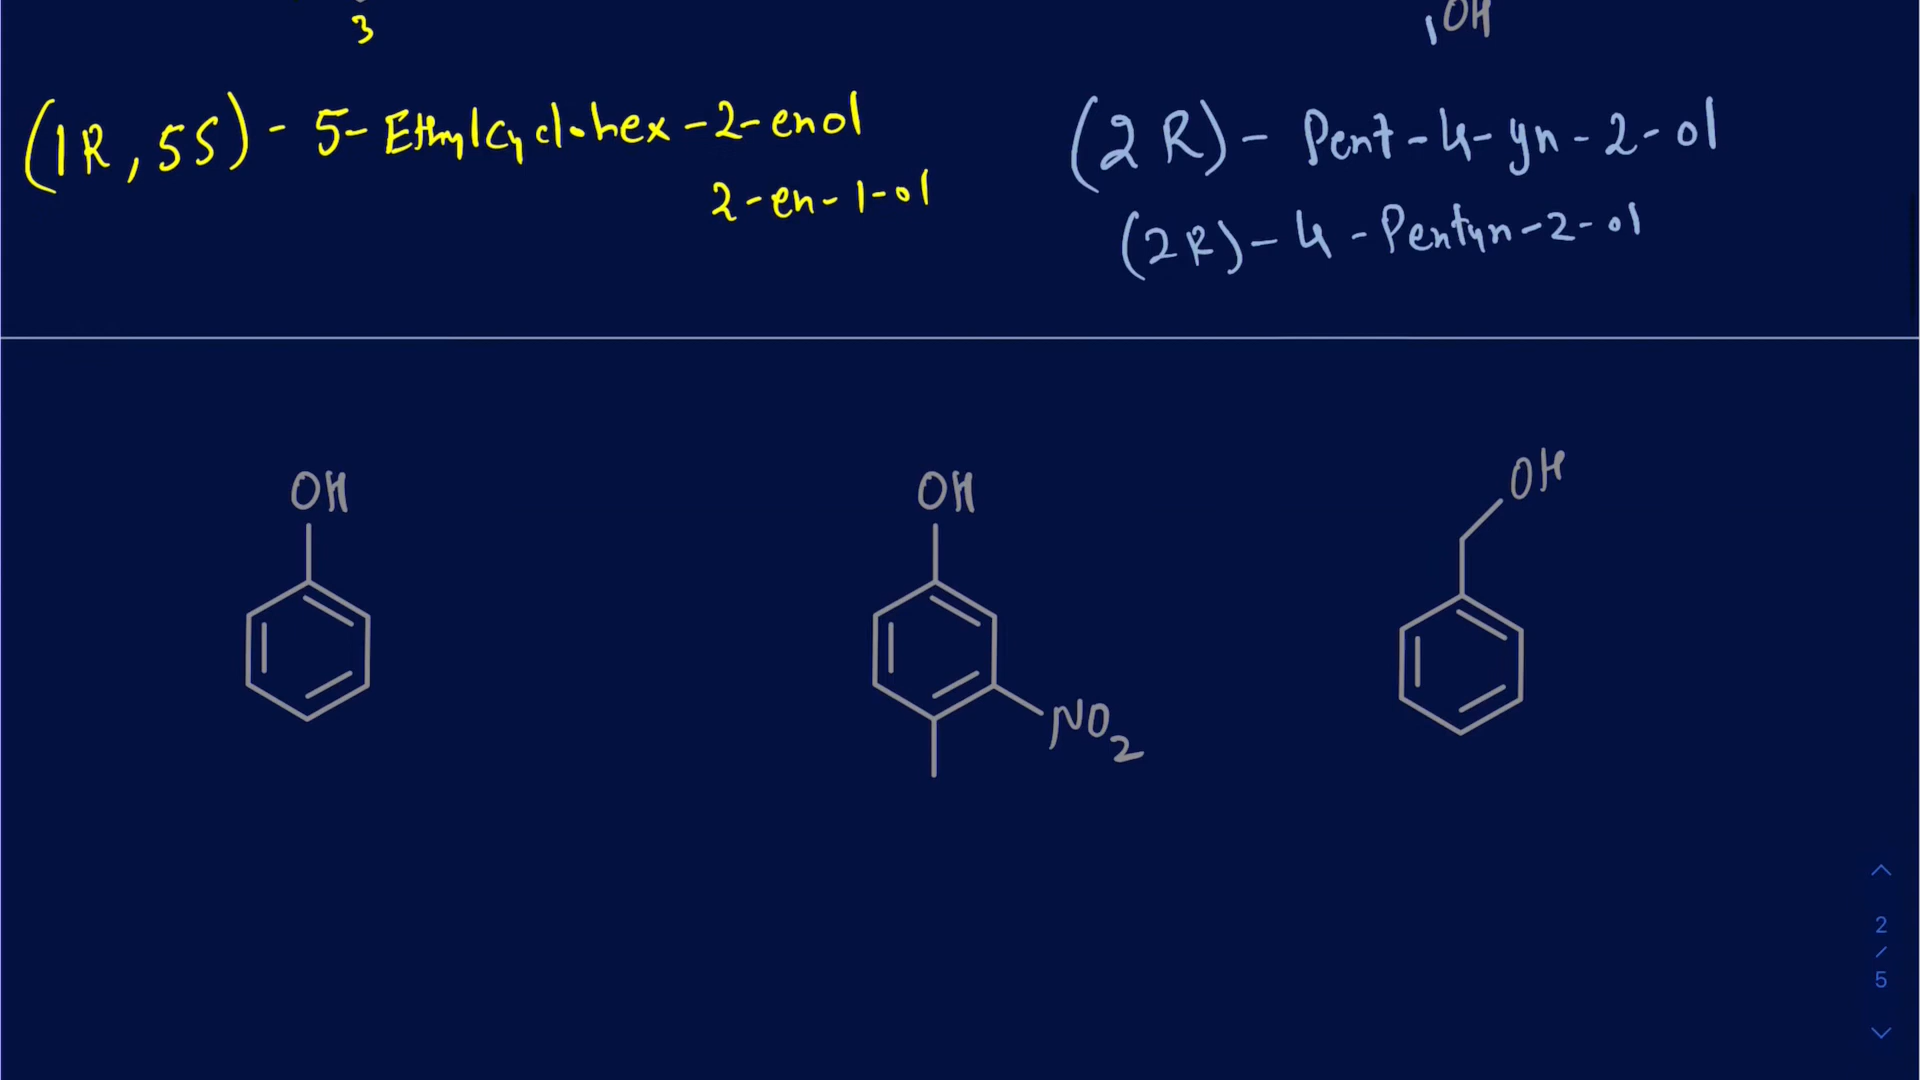 3
1OH
(1R, 5S) - 5 - Ethylcyclohex - 2 - enol
2 - en - 1 - ol
(2R) - Pent - 4 - yn - 2 - ol
(2R) - 4 - Pentyn - 2 - ol
OH
OH
OH
NO2
2
/
5